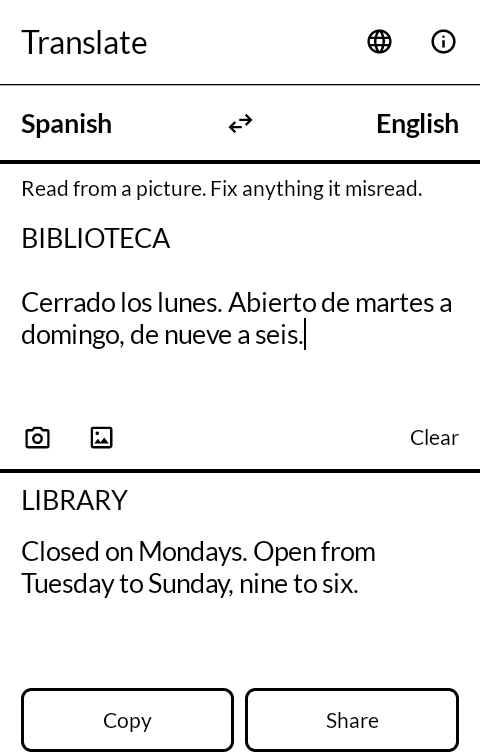 Translate
Spanish
English
Read from a picture. Fix anything it misread.
BIBLIOTECA
Cerrado los lunes. Abierto de martes a
domingo, de nueve a seis.
Clear
LIBRARY
Closed on Mondays. Open from
Tuesday to Sunday, nine to six.
Copy
Share